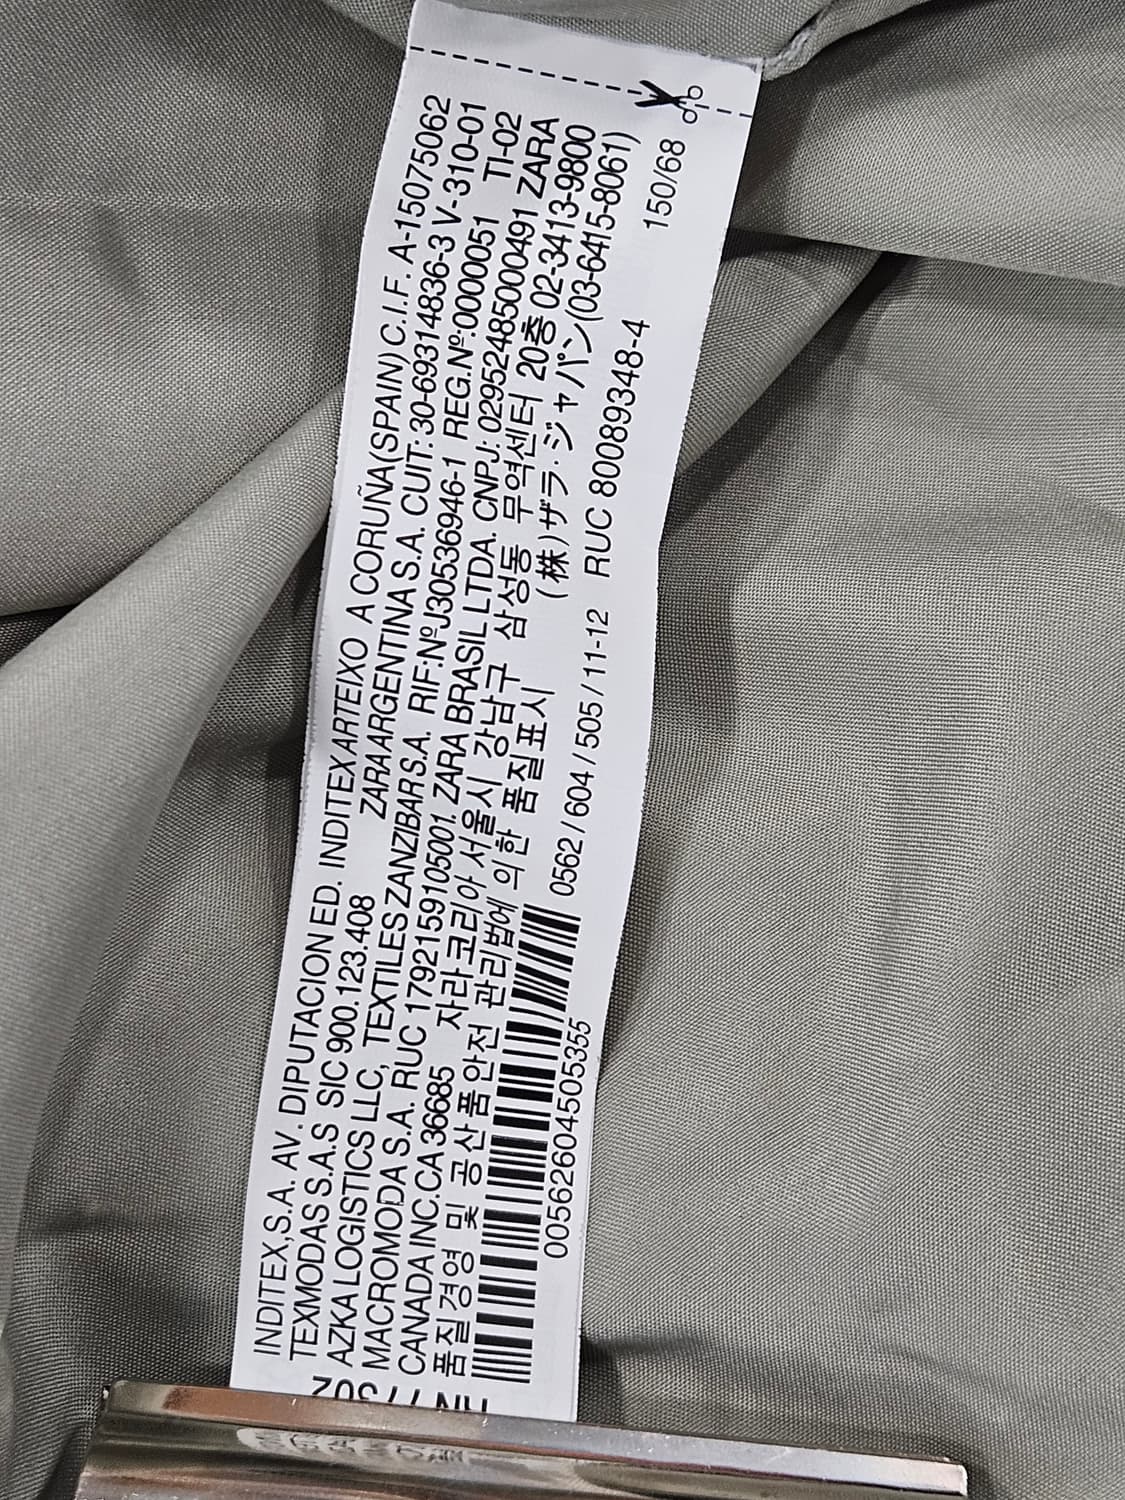 INDITEX,S.A. AV. DIPUTACION ED. INDITEX ARTEIXO A CORUÑA(SPAIN) C.I.F. A-15075062
TEXMODAS S.A.S SIC 900.123.408 ZARA ARGENTINA S.A. CUIT: 30-69314836-3 V-310-01
AZKA LOGISTICS LLC, TEXTILES ZANZIBAR S.A. RIF:Nº J30536946-1 REG.Nº:0000051 TI-02
MACROMODA S.A. RUC 1792159105001. ZARA BRASIL LTDA. CNPJ: 02952485000491 ZARA
CANADA INC.CA 36685 자라코리아 서울시 강남구 삼성동 무역센터 20층 02-3413-9800
품질경영 및 공산품안전 관리법에 의한 품질표시 (株)ザラ・ジャパン(03-6415-8061)
0562/604/505/11-12 RUC 80089348-4 150/68
00562604505355